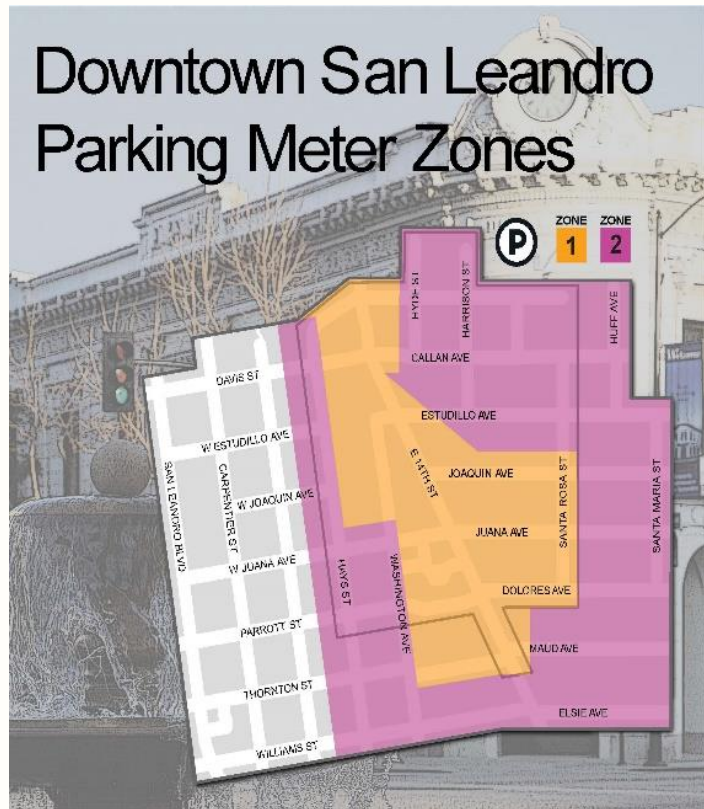 Downtown San Leandro
Parking Meter Zones
P
ZONE ZONE
1 2
HYDE ST
HARRISON ST
HUFF AVE
CALLAN AVE
DAVIS ST
ESTUDILLO AVE
W ESTUDILLO AVE
E 14TH ST
JOAQUIN AVE
SAN LEANDRO BLVD
CARPENTIER ST
W JOAQUIN AVE
SANTA ROSA ST
SANTA MARIA ST
JUANA AVE
W JUANA AVE
HAYS ST
WASHINGTON AVE
DOLORES AVE
PARROTT ST
MAUD AVE
THORNTON ST
ELSIE AVE
WILLIAMS ST